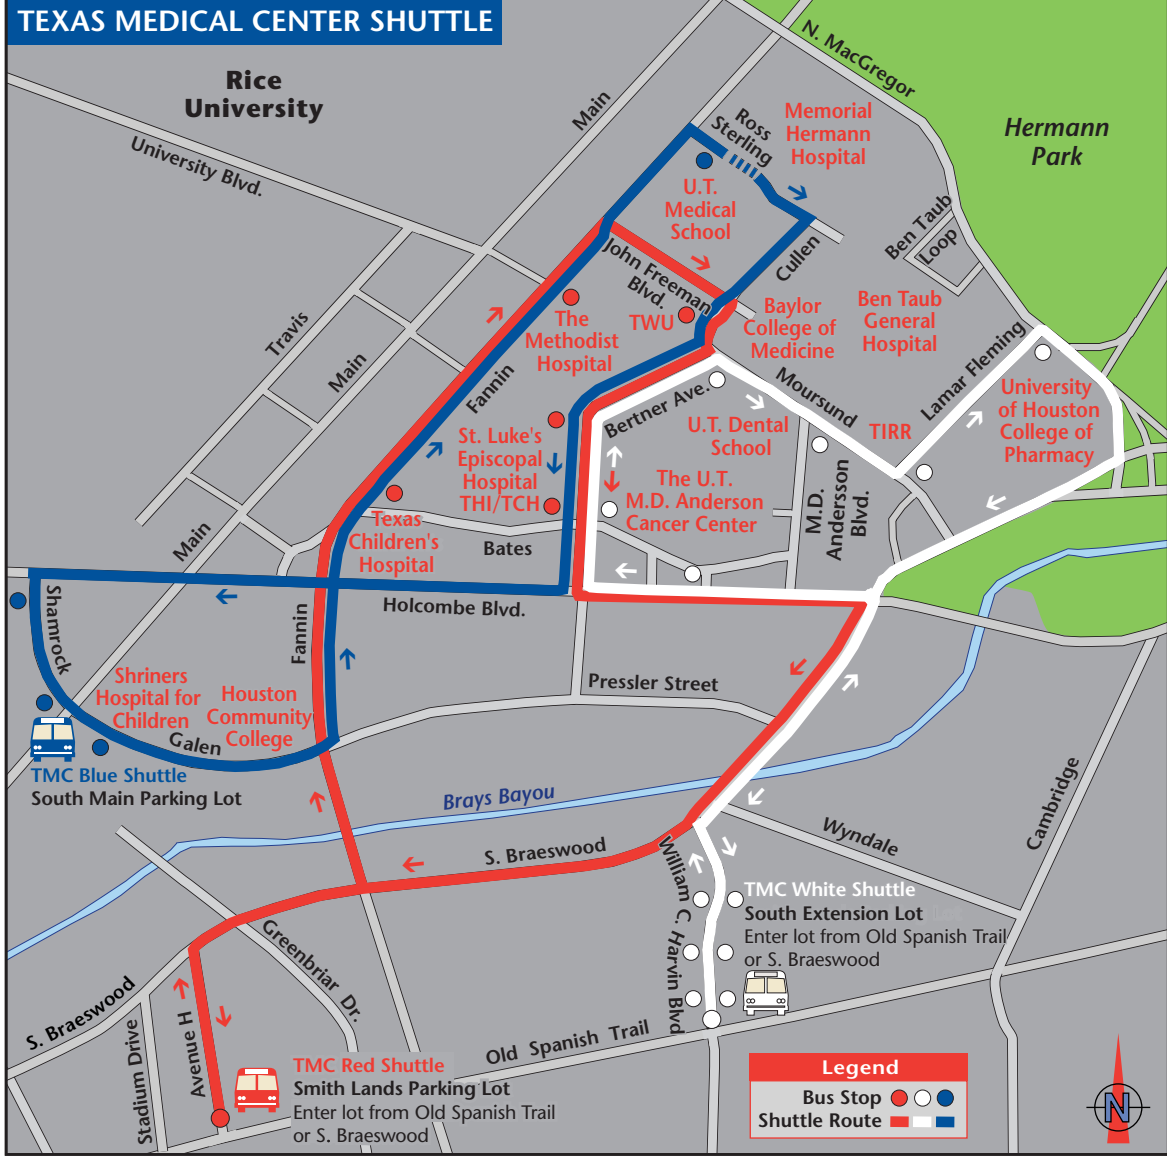 TEXAS MEDICAL CENTER SHUTTLE
Rice
University
University Blvd.
Main
N. MacGregor
Hermann
Park
Ross
Sterling
Memorial
Hermann
Hospital
U.T.
Medical
School
Ben Taub
Loop
Cullen
John Freeman
Blvd.
TWU
The
Methodist
Hospital
Baylor
College of
Medicine
Ben Taub
General
Hospital
Travis
Main
Fannin
Lamar Fleming
Moursund
University
of Houston
College of
Pharmacy
Bertner Ave.
U.T. Dental
School
TIRR
St. Luke's
Episcopal
Hospital
THI/TCH
The U.T.
M.D. Anderson
Cancer Center
M.D.
Andersson
Blvd.
Main
Texas
Children's
Hospital
Bates
Holcombe Blvd.
Shamrock
Fannin
Shriners
Hospital for
Children
Houston
Community
College
Galen
Pressler Street
TMC Blue Shuttle
South Main Parking Lot
Brays Bayou
Cambridge
Wyndale
S. Braeswood
William C. Harvin Blvd
TMC White Shuttle
South Extension Lot
Enter lot from Old Spanish Trail
or S. Braeswood
Greenbriar Dr.
S. Braeswood
Stadium Drive
Avenue H
Old Spanish Trail
TMC Red Shuttle
Smith Lands Parking Lot
Enter lot from Old Spanish Trail
or S. Braeswood
Legend
Bus Stop
Shuttle Route
N